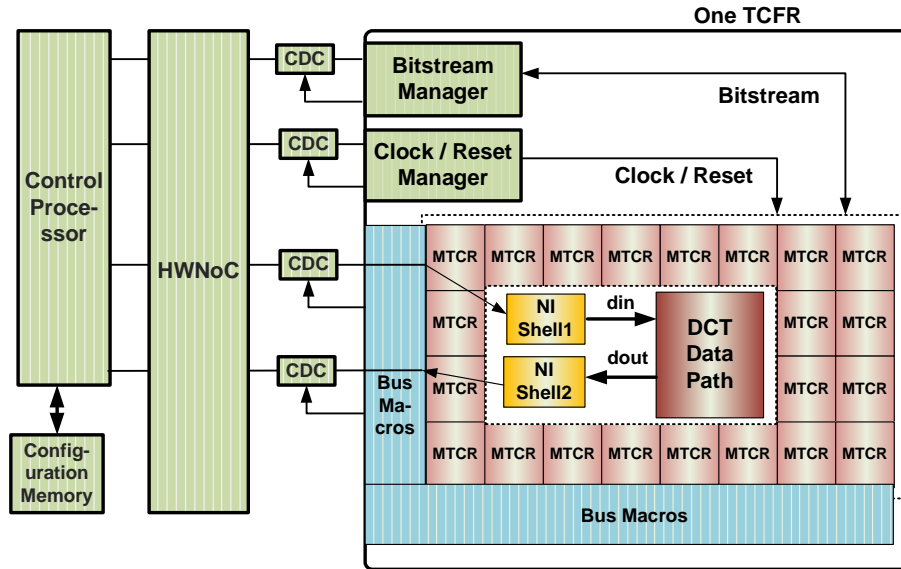 One TCFR
Control
Proce-
ssor
HWNoC
CDC
Bitstream
Manager
Bitstream
CDC
Clock / Reset
Manager
Clock / Reset
CDC
CDC
Configu-
uration
Memory
Bus
Ma-
cros
MTCR MTCR MTCR MTCR MTCR MTCR MTCR MTCR
MTCR MTCR MTCR
NI
Shell1
din
DCT
Data
Path
dout
NI
Shell2
MTCR MTCR MTCR
MTCR MTCR MTCR MTCR MTCR MTCR MTCR MTCR
Bus Macros